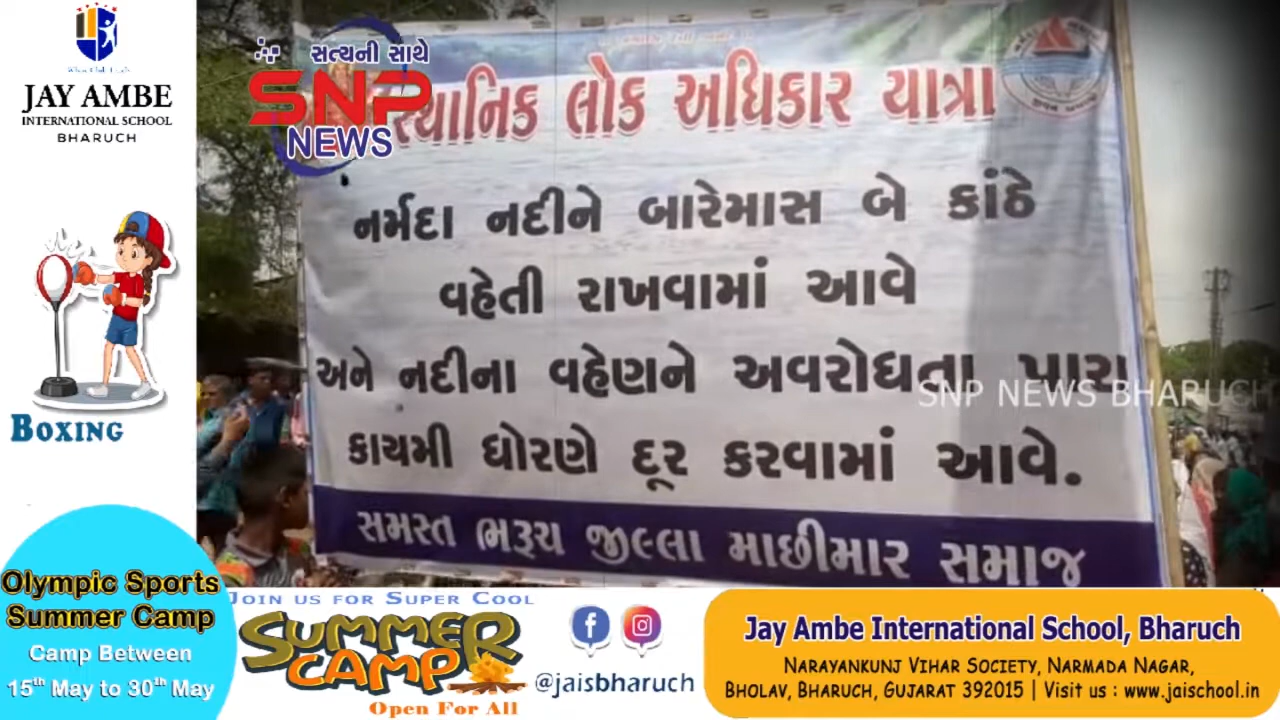 JAY AMBE
INTERNATIONAL SCHOOL
BHARUCH
BOXING
સત્યની સાથે
SNP
NEWS
સ્થાનિક લોક અધિકાર યાત્રા
નર્મદા નદીને બારેમાસ બે કાંઠે
વહેતી રાખવામાં આવે
અને નદીના વહેણને અવરોધતા પારા
કાયમી ધોરણે દૂર કરવામાં આવે.
સમસ્ત ભરૂચ જીલ્લા માછીમાર સમાજ
SNP NEWS BHARUCH
Olympic Sports
Summer Camp
Camp Between
15th May to 30th May
JOIN US FOR SUPER COOL
SUMMER
CAMP
Open For All
@jaisbharuch
Jay Ambe International School, Bharuch
NARAYANKUNJ VIHAR SOCIETY, NARMADA NAGAR,
BHOLAV, BHARUCH, GUJARAT 392015 | Visit us : www.jaischool.in